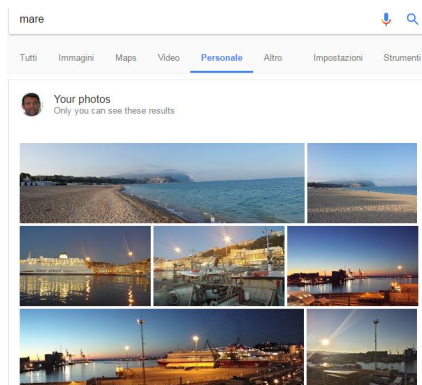 mare
Tutti Immagini Maps Video Personale Altro Impostazioni Strumenti
Your photos
Only you can see these results